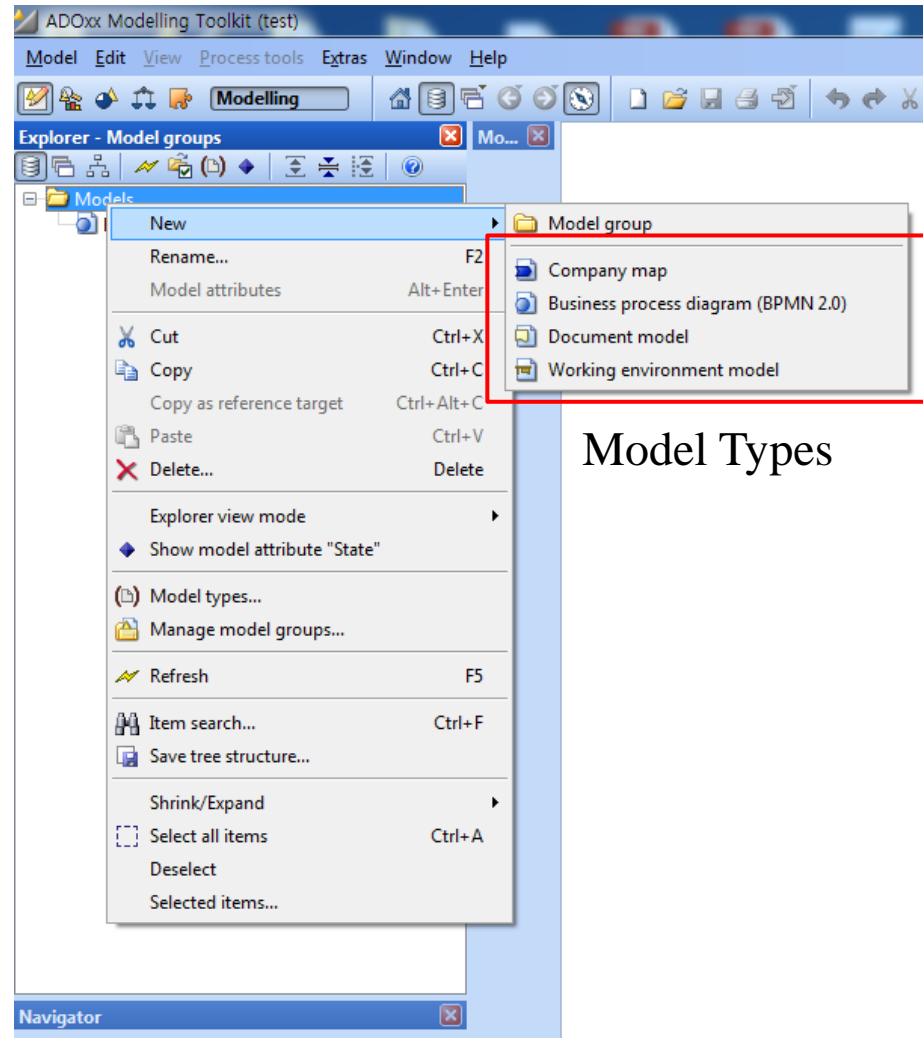 ADOxx Modelling Toolkit (test)
Model Edit View Process tools Extras Window Help
Modelling
Explorer - Model groups
Mo...
Models
New
Rename... F2
Model attributes Alt+Enter
Cut Ctrl+X
Copy Ctrl+C
Copy as reference target Ctrl+Alt+C
Paste Ctrl+V
Delete... Delete
Explorer view mode
Show model attribute "State"
Model types...
Manage model groups...
Refresh F5
Item search... Ctrl+F
Save tree structure...
Shrink/Expand
Select all items Ctrl+A
Deselect
Selected items...
Model group
Company map
Business process diagram (BPMN 2.0)
Document model
Working environment model
Model Types
Navigator